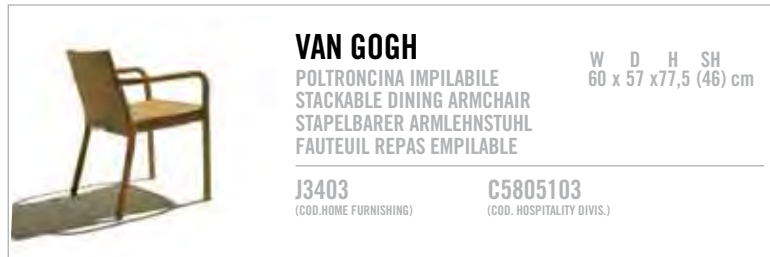 VAN GOGH
POLTRONCINA IMPILABILE
STACKABLE DINING ARMCHAIR
STAPELBARER ARMLEHNSTUHL
FAUTEUIL REPAS EMPILABLE
W D H SH
60 x 57 x77,5 (46) cm
J3403
(COD.HOME FURNISHING)
C5805103
(COD. HOSPITALITY DIVIS.)